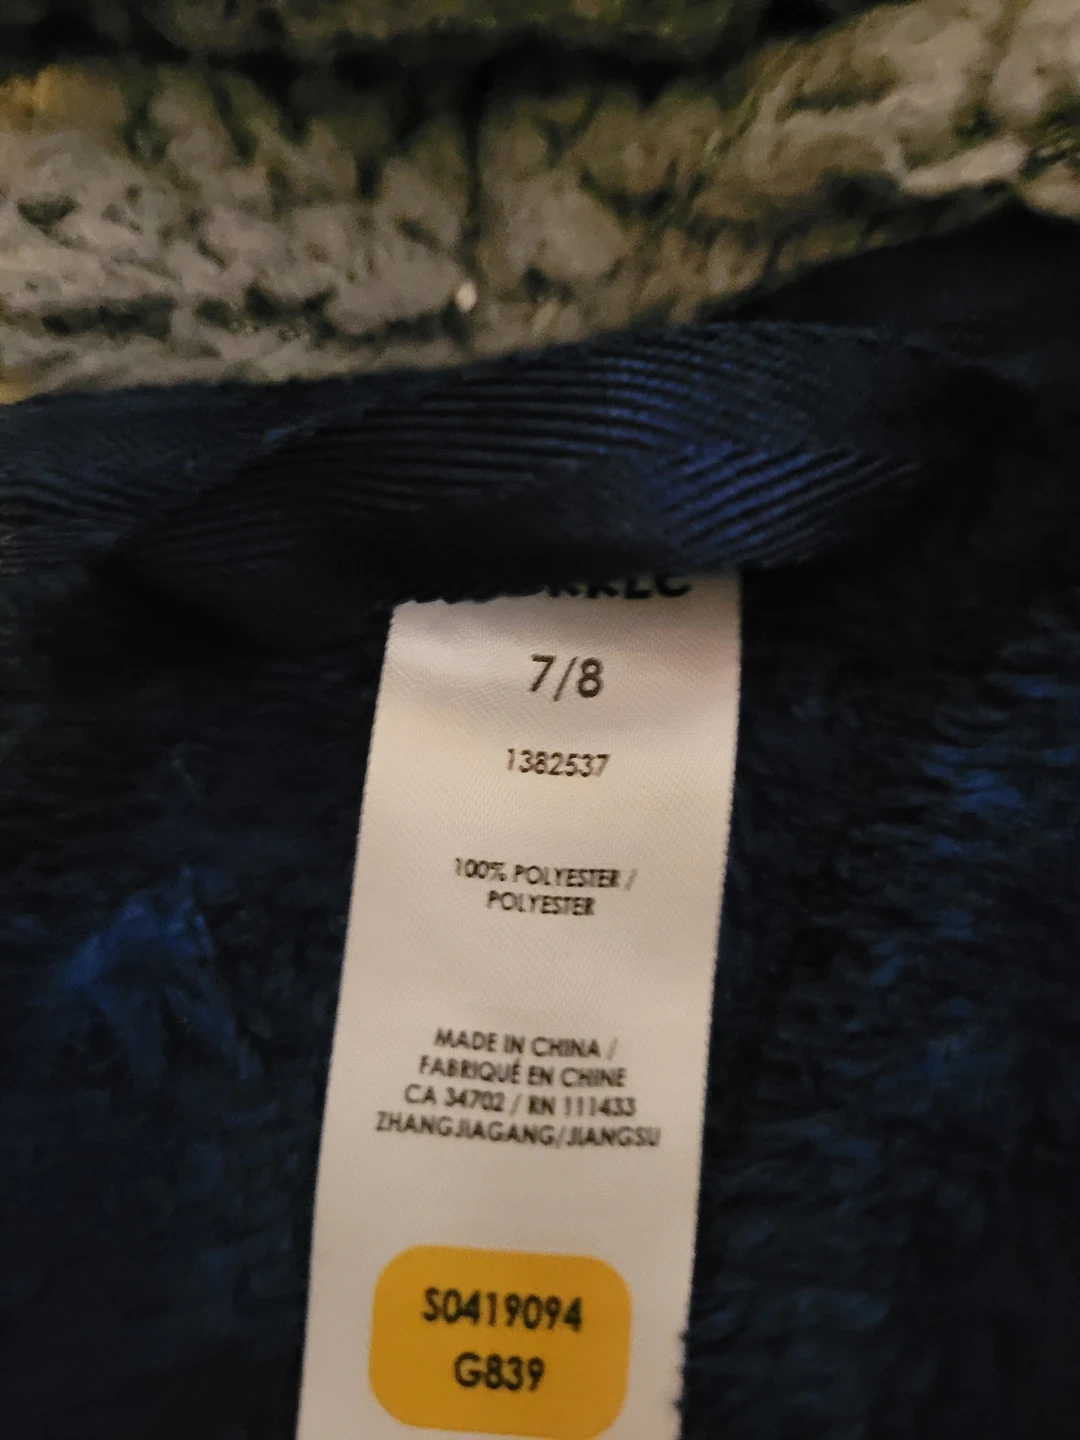 7/8
1382537
100% POLYESTER /
POLYESTER
MADE IN CHINA /
FABRIQUÉ EN CHINE
CA 34702 / RN 111433
ZHANGJIAGANG/JIANGSU
S0419094
G839